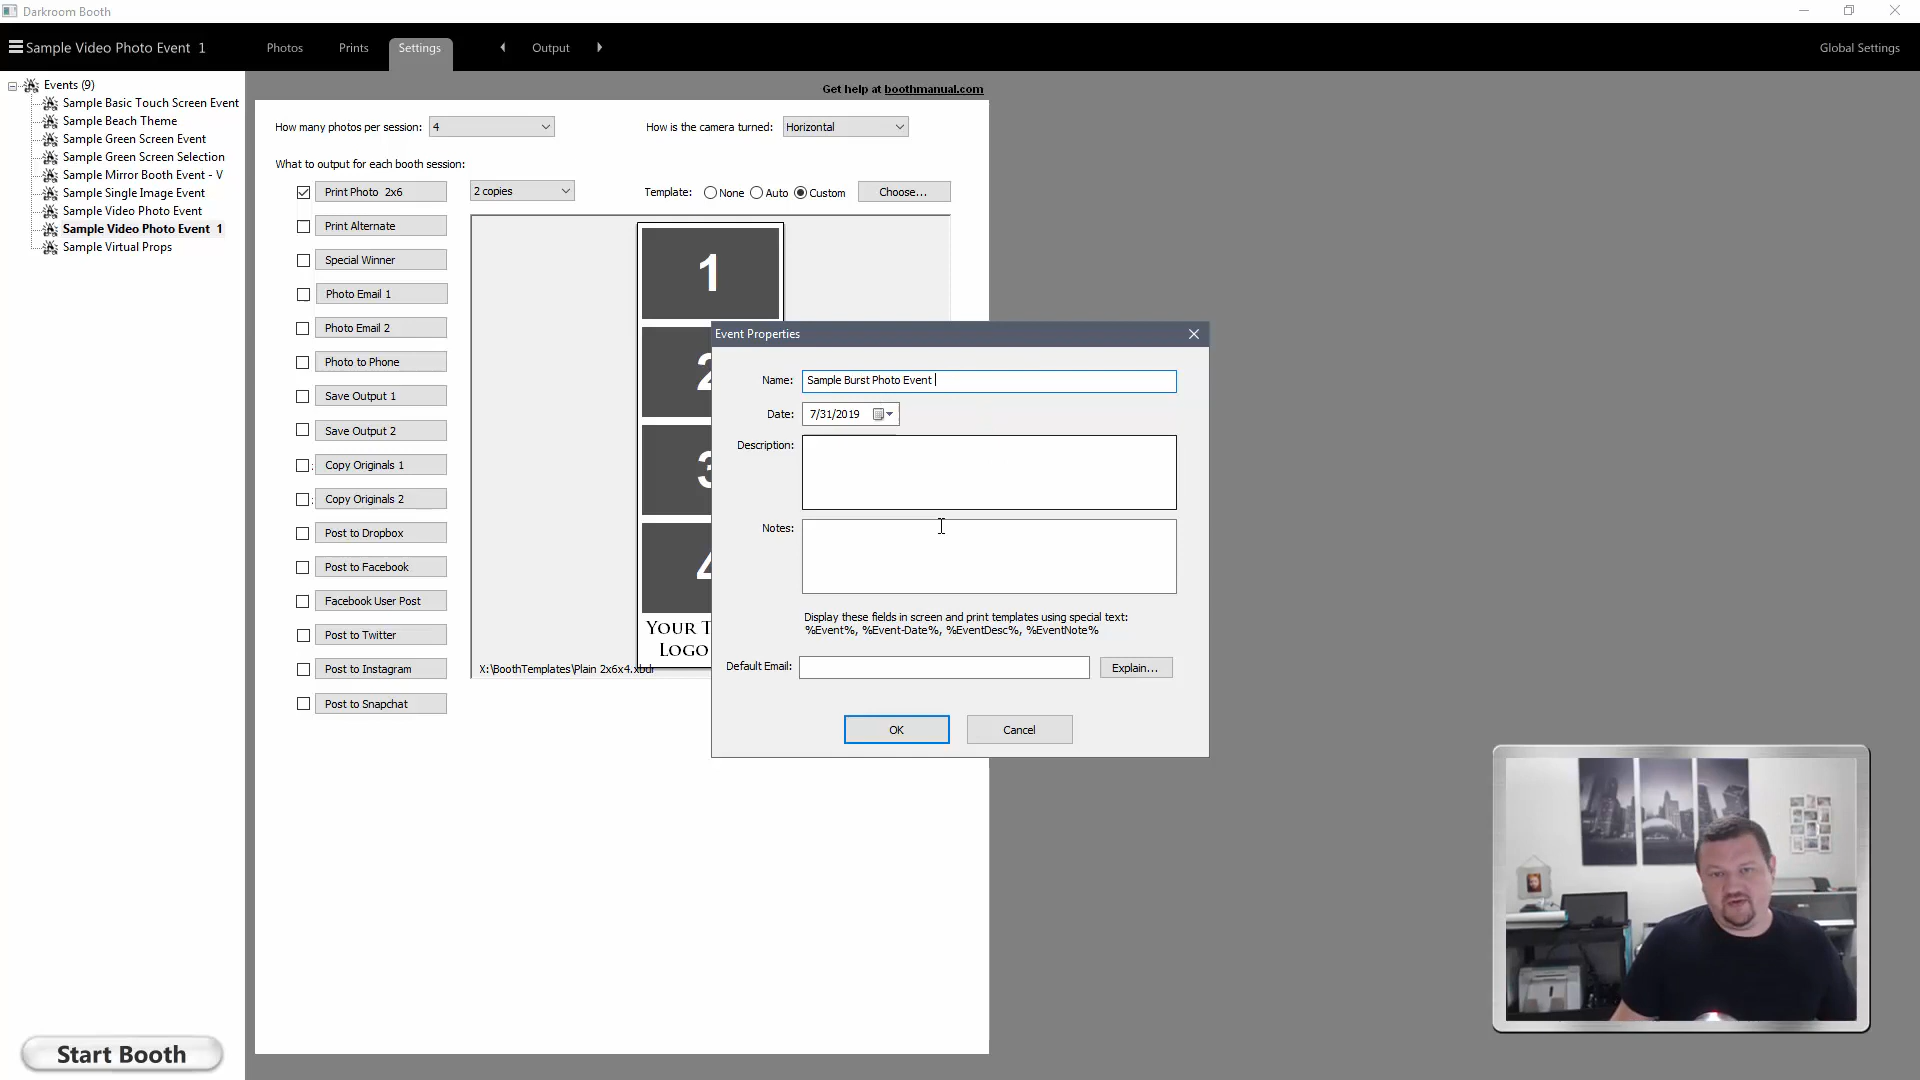 Darkroom Booth
Sample Video Photo Event 1
Photos
Prints
Settings
Output
Global Settings
Events (9)
Sample Basic Touch Screen Event
Sample Beach Theme
Sample Green Screen Event
Sample Green Screen Selection
Sample Mirror Booth Event - V
Sample Single Image Event
Sample Video Photo Event
Sample Video Photo Event 1
Sample Virtual Props
Start Booth
Get help at boothmanual.com
How many photos per session: 4
How is the camera turned: Horizontal
What to output for each booth session:
Print Photo 2x6
2 copies
Template: None Auto Custom Choose...
Print Alternate
Special Winner
Photo Email 1
Photo Email 2
Photo to Phone
Save Output 1
Save Output 2
: Copy Originals 1
: Copy Originals 2
Post to Dropbox
Post to Facebook
Facebook User Post
Post to Twitter
Post to Instagram
Post to Snapchat
1
2
3
4
YOUR T
LOGO
X:\BoothTemplates\Plain 2x6x4.xbdr
Event Properties
Name: Sample Burst Photo Event
Date: 7/31/2019
Description:
Notes:
Display these fields in screen and print templates using special text:
%Event%, %Event-Date%, %EventDesc%, %EventNote%
Default Email:
Explain...
OK
Cancel